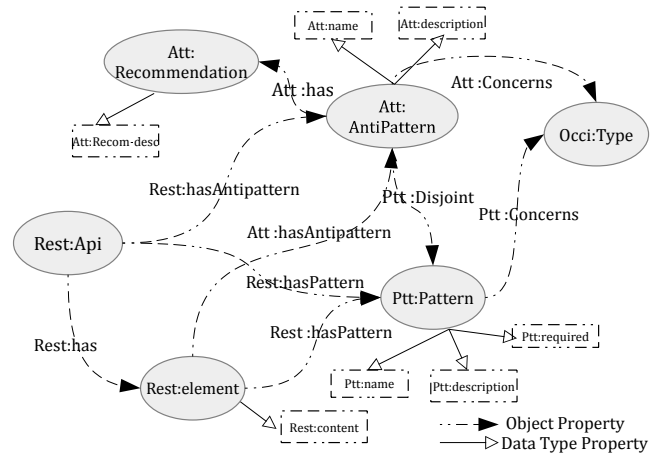 Att:name
Att:description
Att:
Recommendation
Att :has
Att :Concerns
Att:
AntiPattern
Occi:Type
Att:Recom-desc
Rest:hasAntipattern
Ptt :Disjoint
Ptt :Concerns
Att :hasAntipattern
Rest:Api
Rest:hasPattern
Ptt:Pattern
Rest :hasPattern
Rest:has
Ptt:required
Rest:element
Ptt:name
Ptt:description
Rest:content
Object Property
Data Type Property